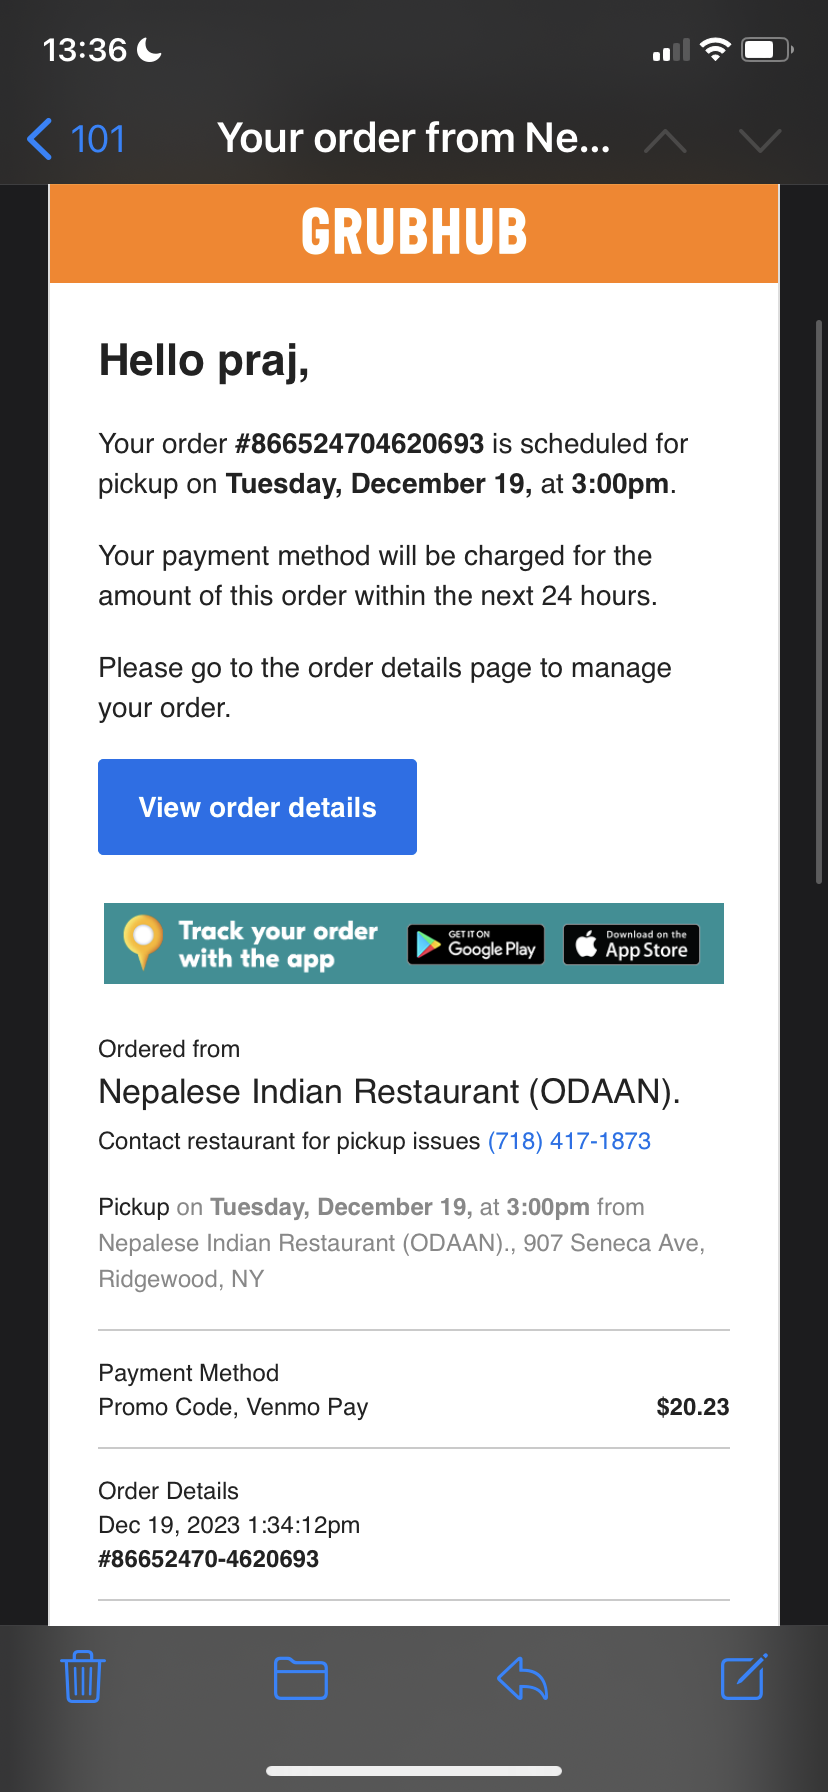 13:36
101
Your order from Ne...
GRUBHUB
Hello praj,
Your order #866524704620693 is scheduled for
pickup on Tuesday, December 19, at 3:00pm.
Your payment method will be charged for the
amount of this order within the next 24 hours.
Please go to the order details page to manage
your order.
View order details
Track your order
with the app
GET IT ON
Google Play
Download on the
App Store
Ordered from
Nepalese Indian Restaurant (ODAAN).
Contact restaurant for pickup issues (718) 417-1873
Pickup on Tuesday, December 19, at 3:00pm from
Nepalese Indian Restaurant (ODAAN)., 907 Seneca Ave,
Ridgewood, NY
Payment Method
Promo Code, Venmo Pay $20.23
Order Details
Dec 19, 2023 1:34:12pm
#86652470-4620693